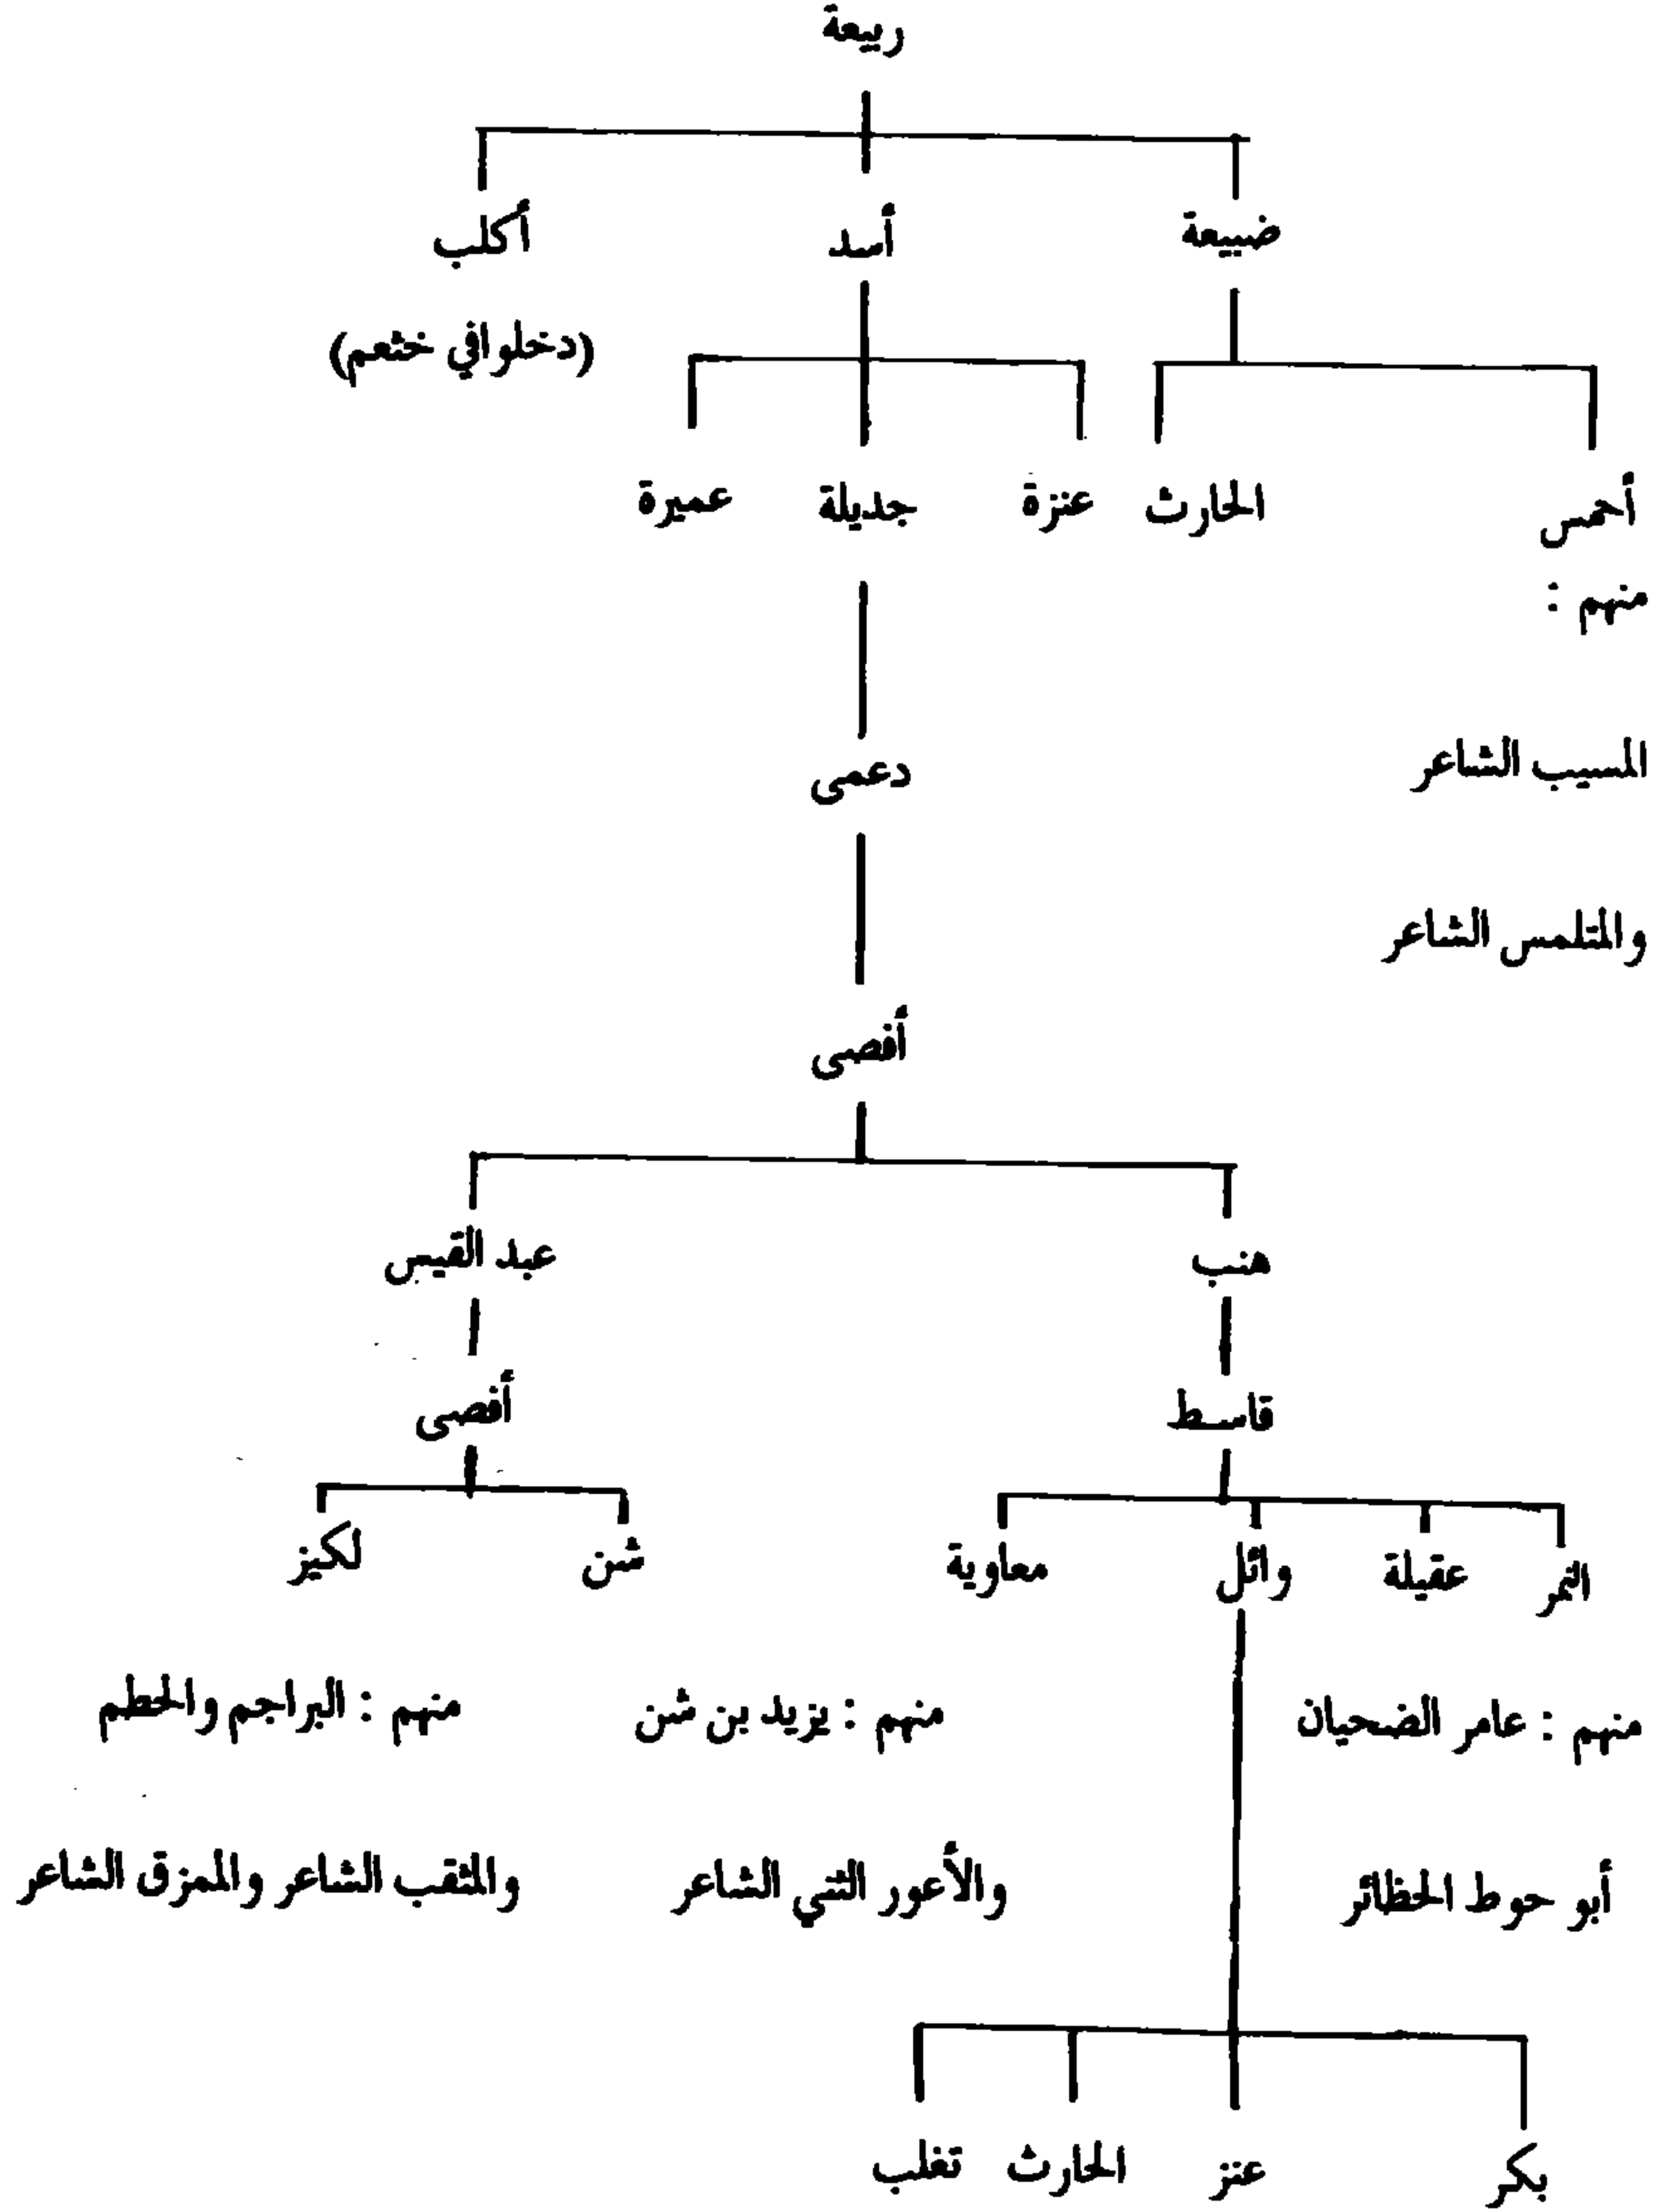 ربيعة
ضبيعة أسد أكلب
(دخلوا في خثعم)
أحمس الحارث عنزة جديلة عميرة
منهم :
المسيب الشاعر
دعمى
والمتلمس الشاعر
أفصى
هنب عبد القيس
قاسط أفصى
النمر عقيلة وائل معاوية شن لكيز
منهم : عامر الضحيان منهم : يزيد بن شن منهم : البراجم والحطم
أبو حوط الحظائر والأعور الشني الشاعر والمثقب الشاعر والممزق الشاعر
بكر عنز الحارث تغلب